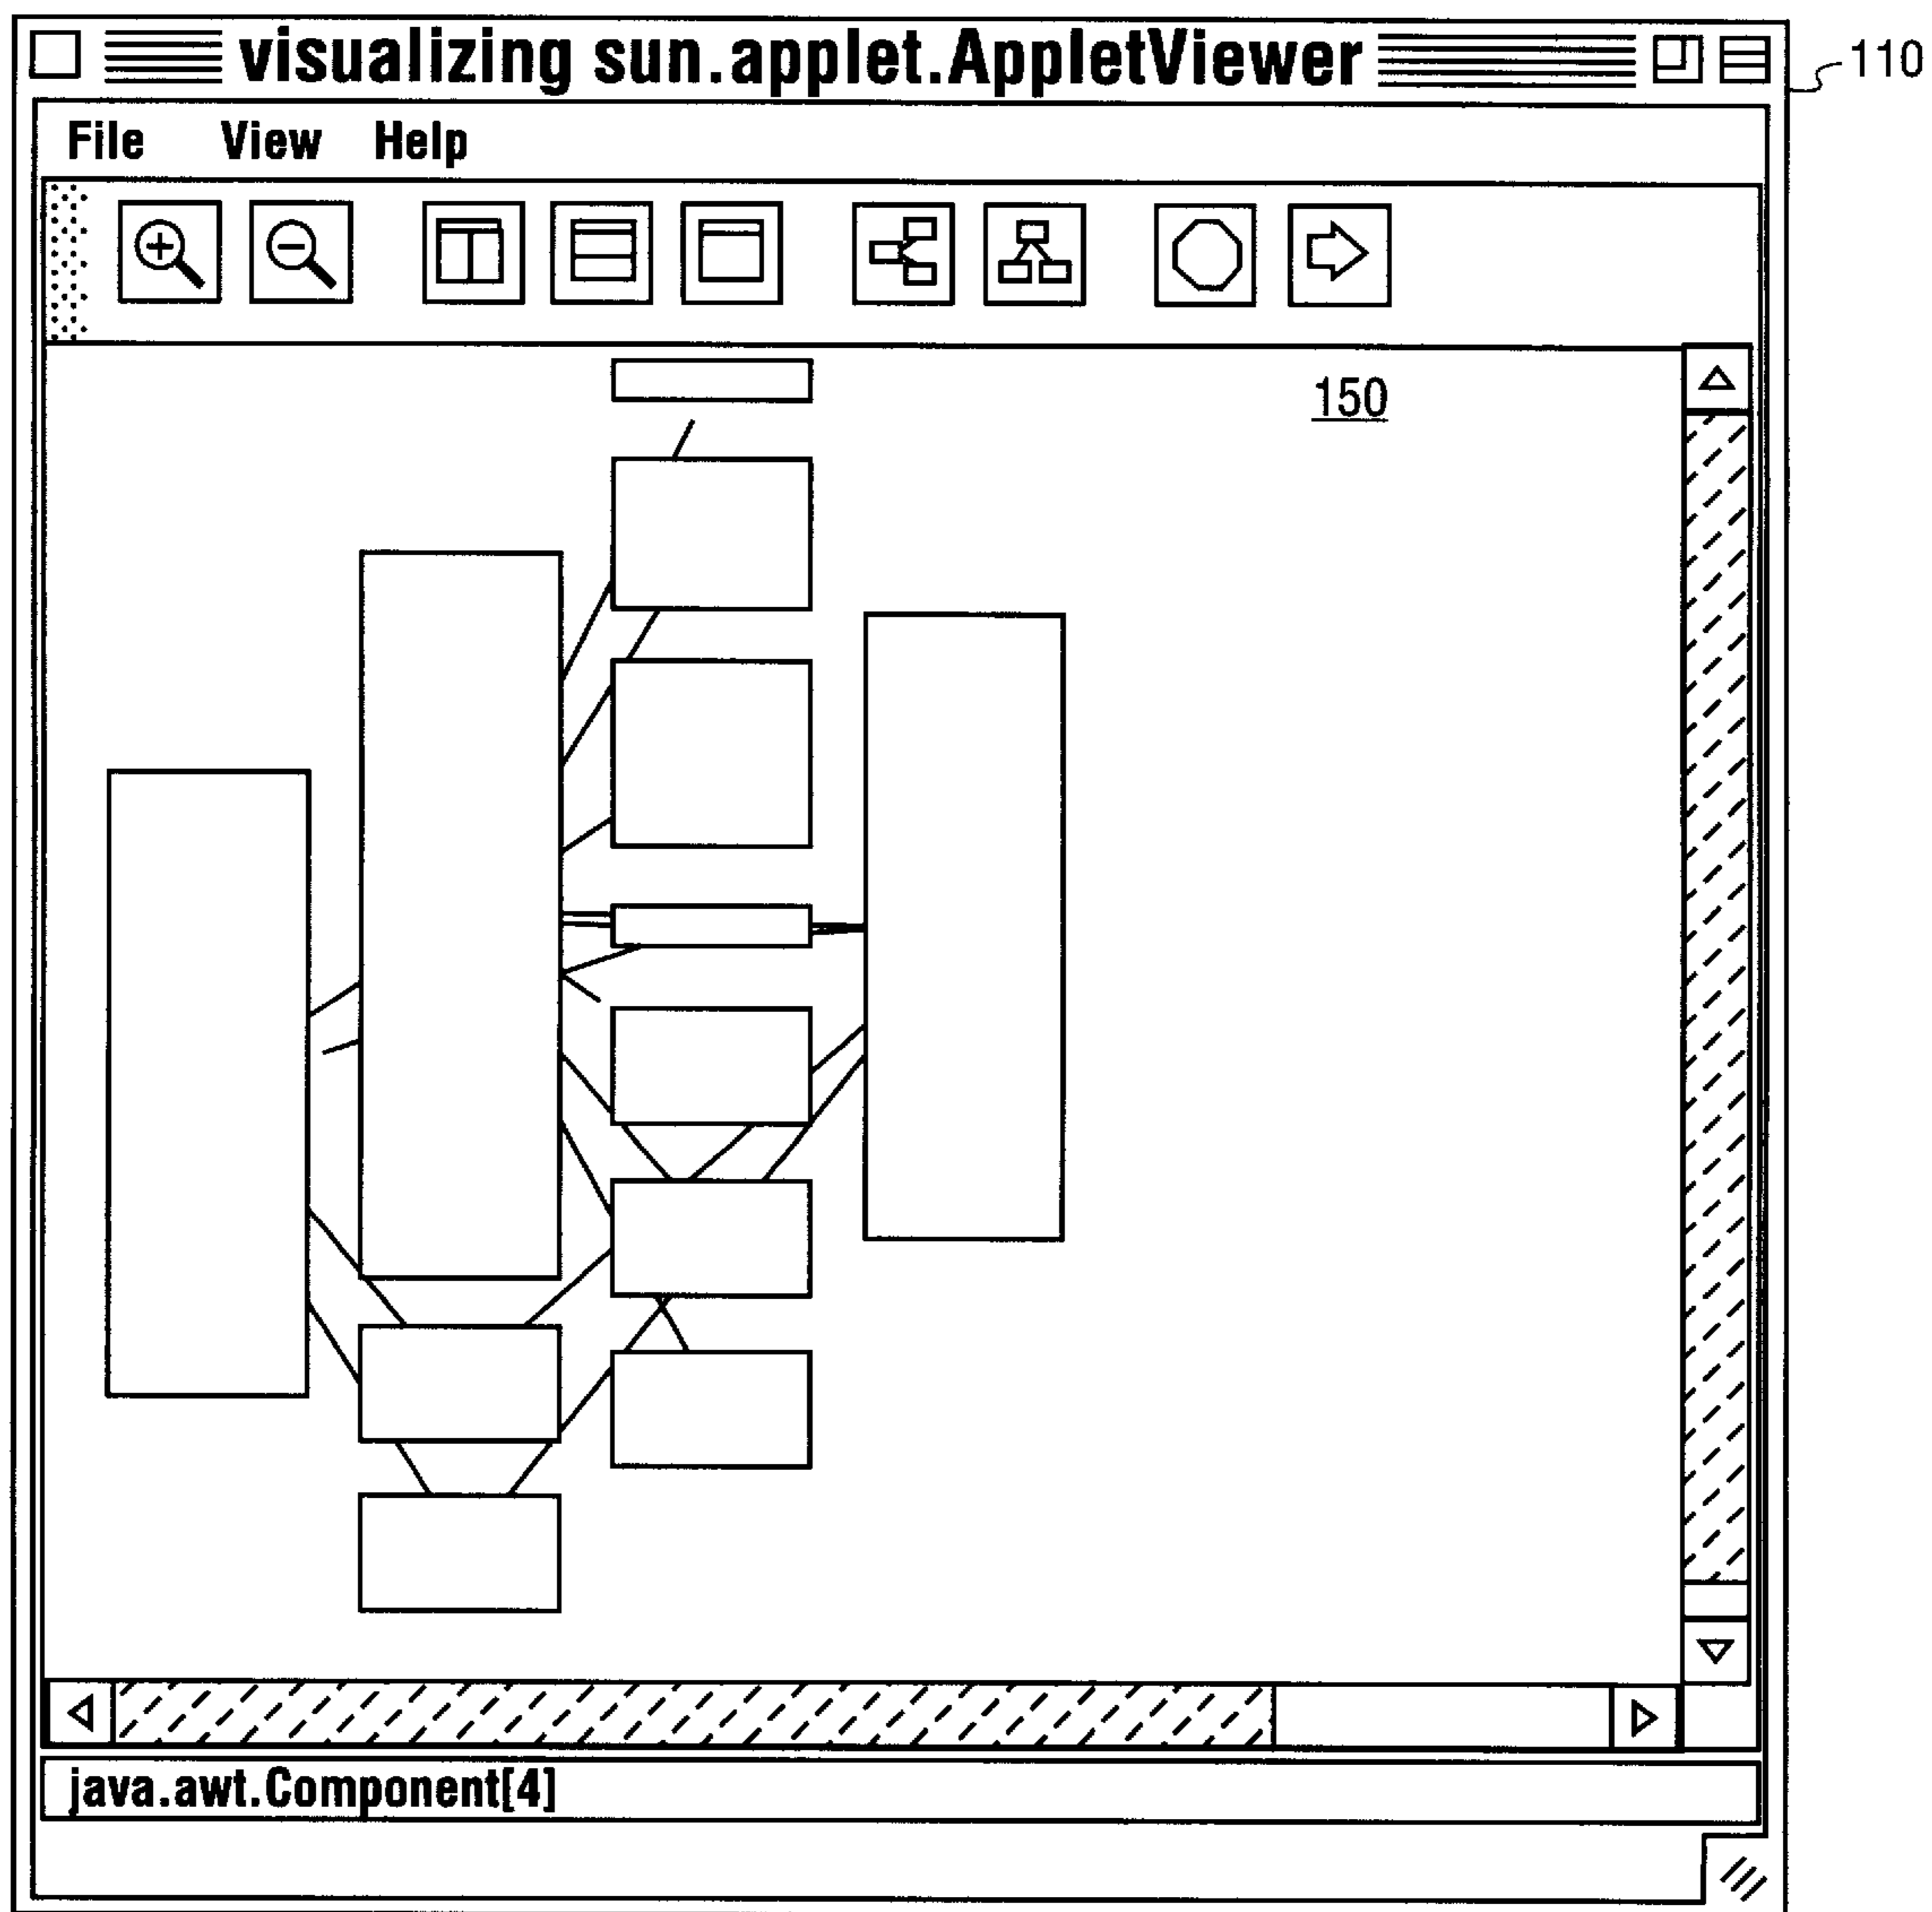 visualizing sun.applet.AppletViewer
110
File View Help
150
java.awt.Component[4]